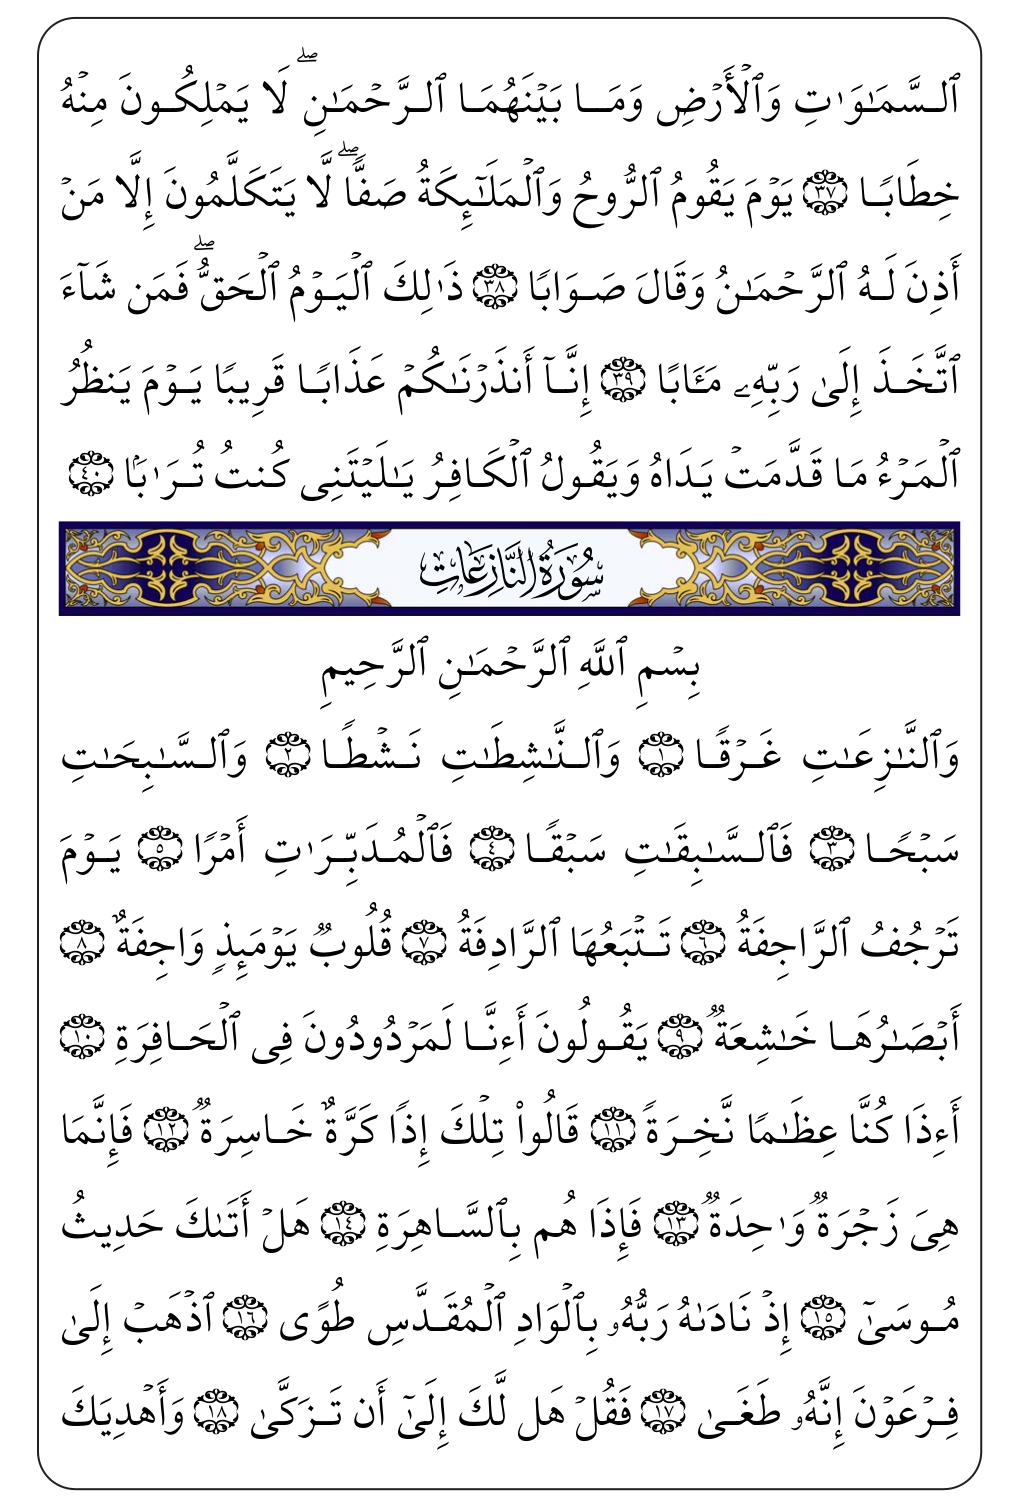 ٱلسَّمَٰوَٰتِ وَٱلْأَرْضِ وَمَا بَيْنَهُمَا ٱلرَّحْمَٰنِ ۖ لَا يَمْلِكُونَ مِنْهُ
خِطَابًا ٣٧ يَوْمَ يَقُومُ ٱلرُّوحُ وَٱلْمَلَٰٓئِكَةُ صَفًّا ۖ لَّا يَتَكَلَّمُونَ إِلَّا مَنْ
أَذِنَ لَهُ ٱلرَّحْمَٰنُ وَقَالَ صَوَابًا ٣٨ ذَٰلِكَ ٱلْيَوْمُ ٱلْحَقُّ ۖ فَمَن شَآءَ
ٱتَّخَذَ إِلَىٰ رَبِّهِۦ مَـَٔابًا ٣٩ إِنَّآ أَنذَرْنَٰكُمْ عَذَابًا قَرِيبًا يَوْمَ يَنظُرُ
ٱلْمَرْءُ مَا قَدَّمَتْ يَدَاهُ وَيَقُولُ ٱلْكَافِرُ يَٰلَيْتَنِى كُنتُ تُرَٰبًۢا ٤٠
سُورَةُ النَّازِعَاتِ
بِسْمِ ٱللَّهِ ٱلرَّحْمَٰنِ ٱلرَّحِيمِ
وَٱلنَّٰزِعَٰتِ غَرْقًا ١ وَٱلنَّٰشِطَٰتِ نَشْطًا ٢ وَٱلسَّٰبِحَٰتِ
سَبْحًا ٣ فَٱلسَّٰبِقَٰتِ سَبْقًا ٤ فَٱلْمُدَبِّرَٰتِ أَمْرًا ٥ يَوْمَ
تَرْجُفُ ٱلرَّاجِفَةُ ٦ تَتْبَعُهَا ٱلرَّادِفَةُ ٧ قُلُوبٌ يَوْمَئِذٍ وَاجِفَةٌ ٨
أَبْصَٰرُهَا خَٰشِعَةٌ ٩ يَقُولُونَ أَءِنَّا لَمَرْدُودُونَ فِى ٱلْحَافِرَةِ ١٠
أَءِذَا كُنَّا عِظَٰمًا نَّخِرَةً ١١ قَالُوا۟ تِلْكَ إِذًا كَرَّةٌ خَاسِرَةٌ ١٢ فَإِنَّمَا
هِىَ زَجْرَةٌ وَٰحِدَةٌ ١٣ فَإِذَا هُم بِٱلسَّاهِرَةِ ١٤ هَلْ أَتَىٰكَ حَدِيثُ
مُوسَىٰٓ ١٥ إِذْ نَادَىٰهُ رَبُّهُۥ بِٱلْوَادِ ٱلْمُقَدَّسِ طُوًى ١٦ ٱذْهَبْ إِلَىٰ
فِرْعَوْنَ إِنَّهُۥ طَغَىٰ ١٧ فَقُلْ هَل لَّكَ إِلَىٰٓ أَن تَزَكَّىٰ ١٨ وَأَهْدِيَكَ